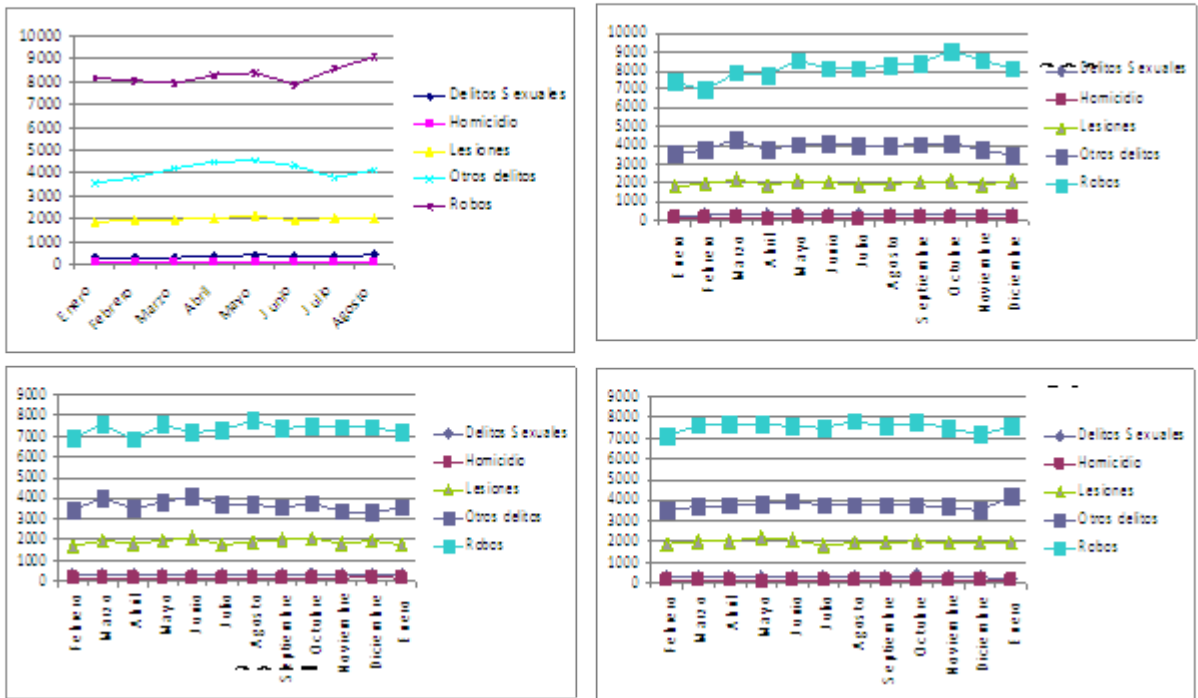 10000
9000
8000
7000
6000
5000
4000
3000
2000
1000
0
Enero
Febrero
Marzo
Abril
Mayo
Junio
Julio
Agosto
Delitos Sexuales
Homicidio
Lesiones
Otros delitos
Robos
10000
9000
8000
7000
6000
5000
4000
3000
2000
1000
0
Enero
Febrero
Marzo
Abril
Mayo
Junio
Julio
Agosto
Septiembre
Octubre
Noviembre
Diciembre
Delitos Sexuales
Homicidio
Lesiones
Otros delitos
Robos
9000
8000
7000
6000
5000
4000
3000
2000
1000
0
Febrero
Marzo
Abril
Mayo
Junio
Julio
Agosto
Septiembre
Octubre
Noviembre
Diciembre
Enero
Delitos Sexuales
Homicidio
Lesiones
Otros delitos
Robos
9000
8000
7000
6000
5000
4000
3000
2000
1000
0
Febrero
Marzo
Abril
Mayo
Junio
Julio
Agosto
Septiembre
Octubre
Noviembre
Diciembre
Enero
Delitos Sexuales
Homicidio
Lesiones
Otros delitos
Robos